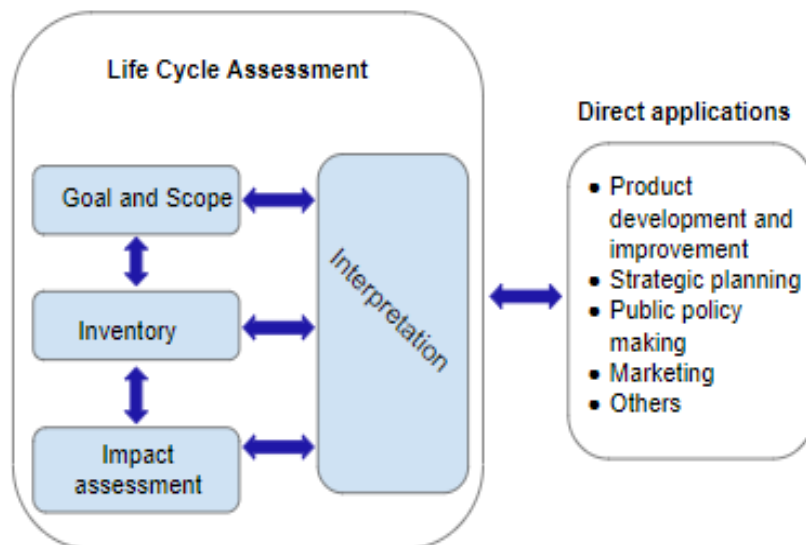 Life Cycle Assessment
Goal and Scope
Inventory
Impact
assessment
Interpretation
Direct applications
● Product
development and
improvement
● Strategic planning
● Public policy
making
● Marketing
● Others